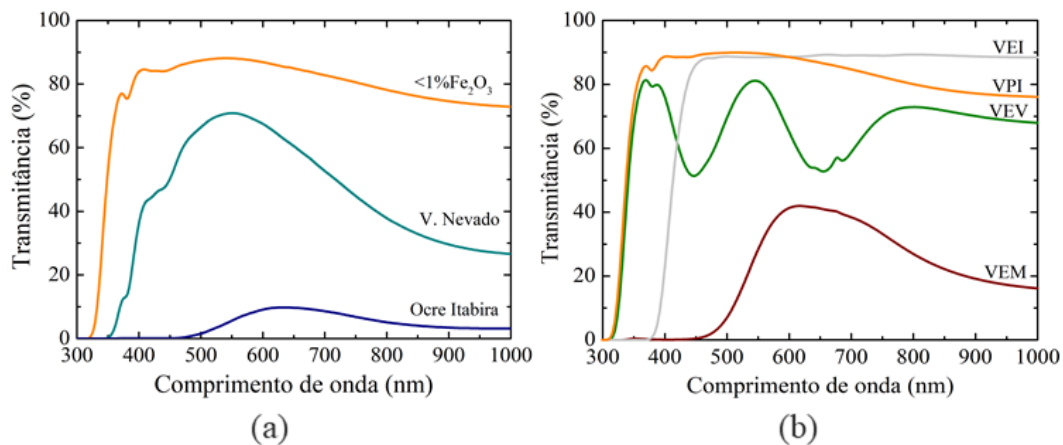 Transmitância (%)
100
80
60
40
20
0
<1%Fe₂O₃
V. Nevado
Ocre Itabira
300 400 500 600 700 800 900 1000
Comprimento de onda (nm)
(a)
Transmitância (%)
100
80
60
40
20
0
VEI
VPI
VEV
VEM
300 400 500 600 700 800 900 1000
Comprimento de onda (nm)
(b)